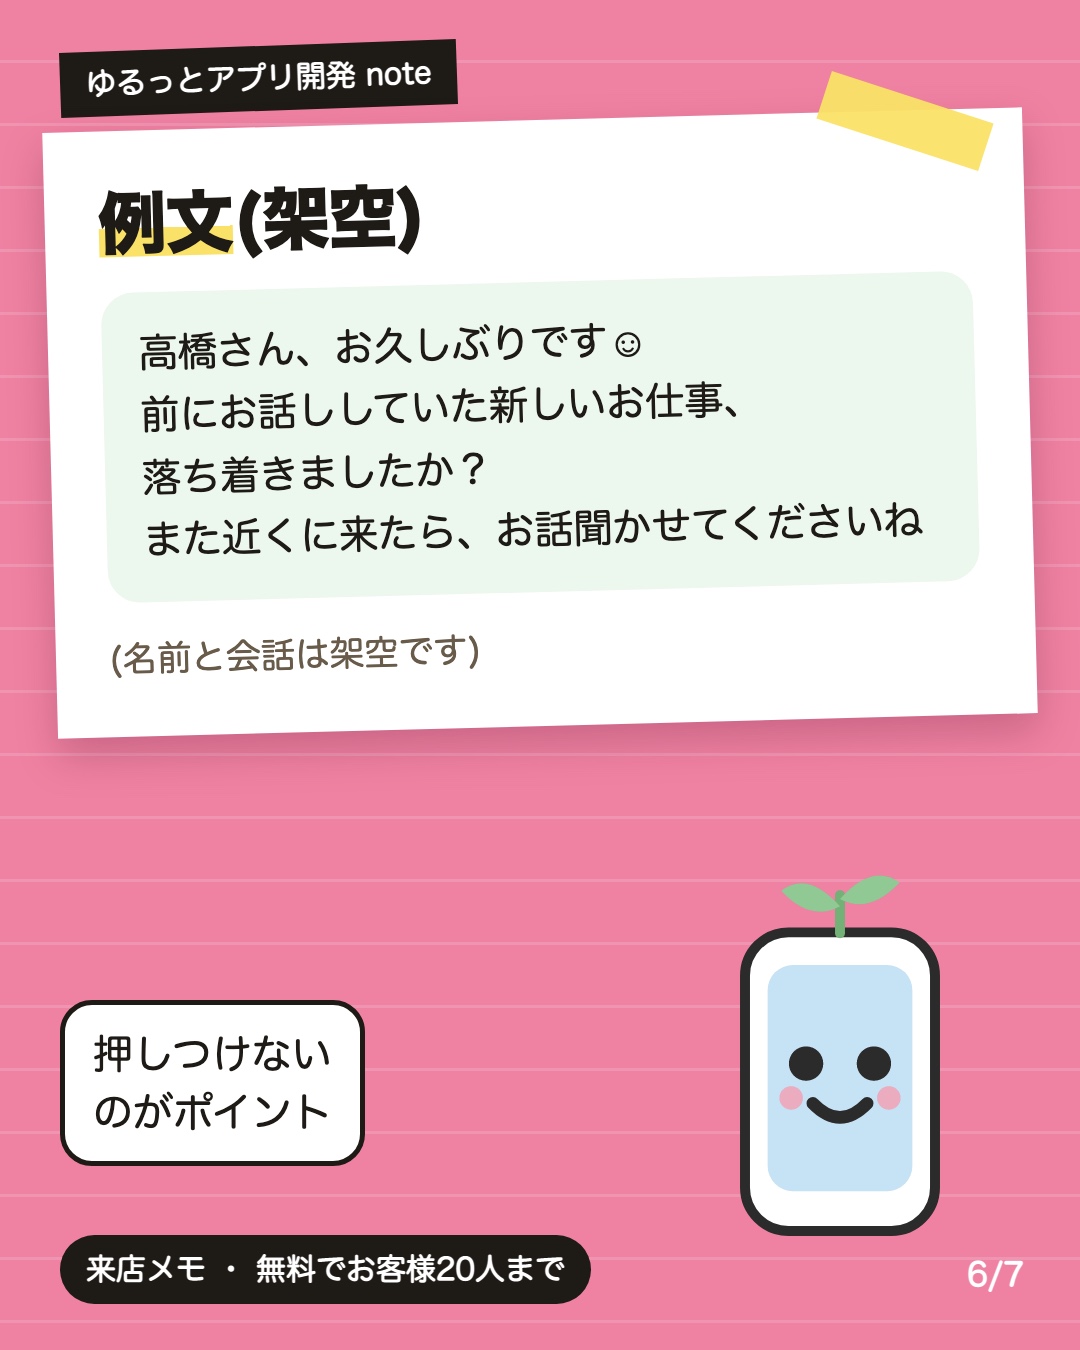 ゆるっとアプリ開発 note
例文(架空)
高橋さん、お久しぶりです☺
前にお話ししていた新しいお仕事、
落ち着きましたか？
また近くに来たら、お話聞かせてくださいね
(名前と会話は架空です)
押しつけない
のがポイント
来店メモ ・ 無料でお客様20人まで
6/7